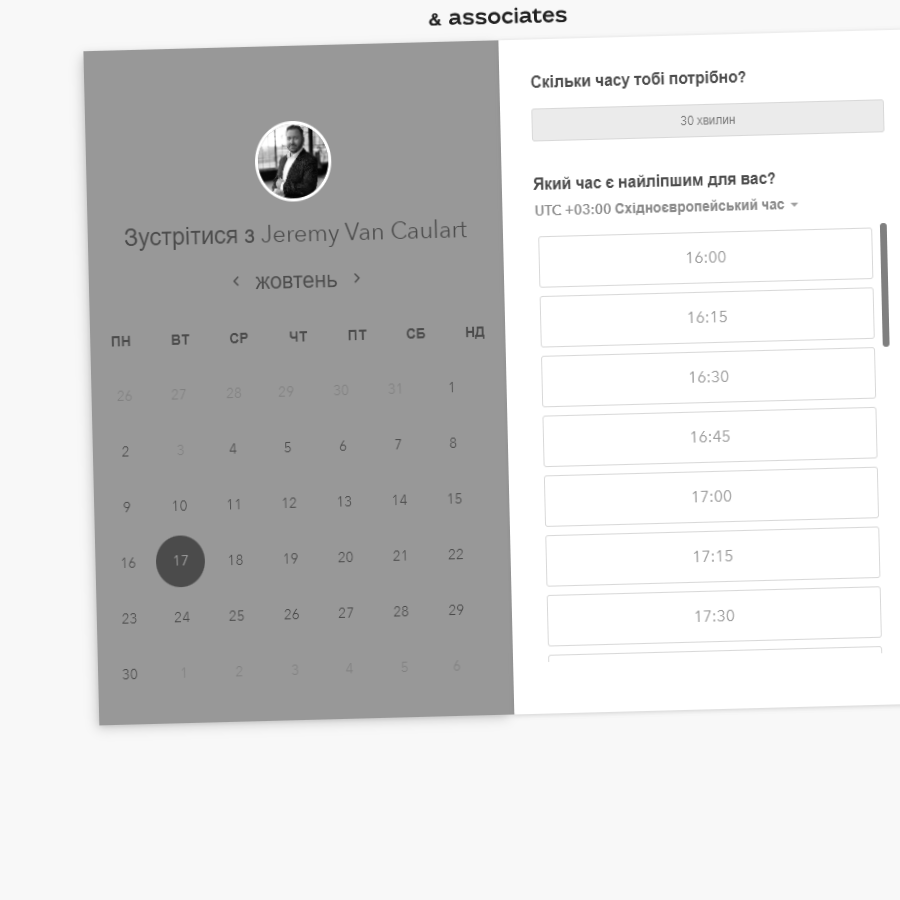 & associates
Зустрітися з Jeremy Van Caulart
жовтень
ПН ВТ СР ЧТ ПТ СБ НД
26 27 28 29 30 31 1
2 3 4 5 6 7 8
9 10 11 12 13 14 15
16 17 18 19 20 21 22
23 24 25 26 27 28 29
30 1 2 3 4 5 6
Скільки часу тобі потрібно?
30 хвилин
Який час є найліпшим для вас?
UTC +03:00 Східноєвропейський час
16:00
16:15
16:30
16:45
17:00
17:15
17:30